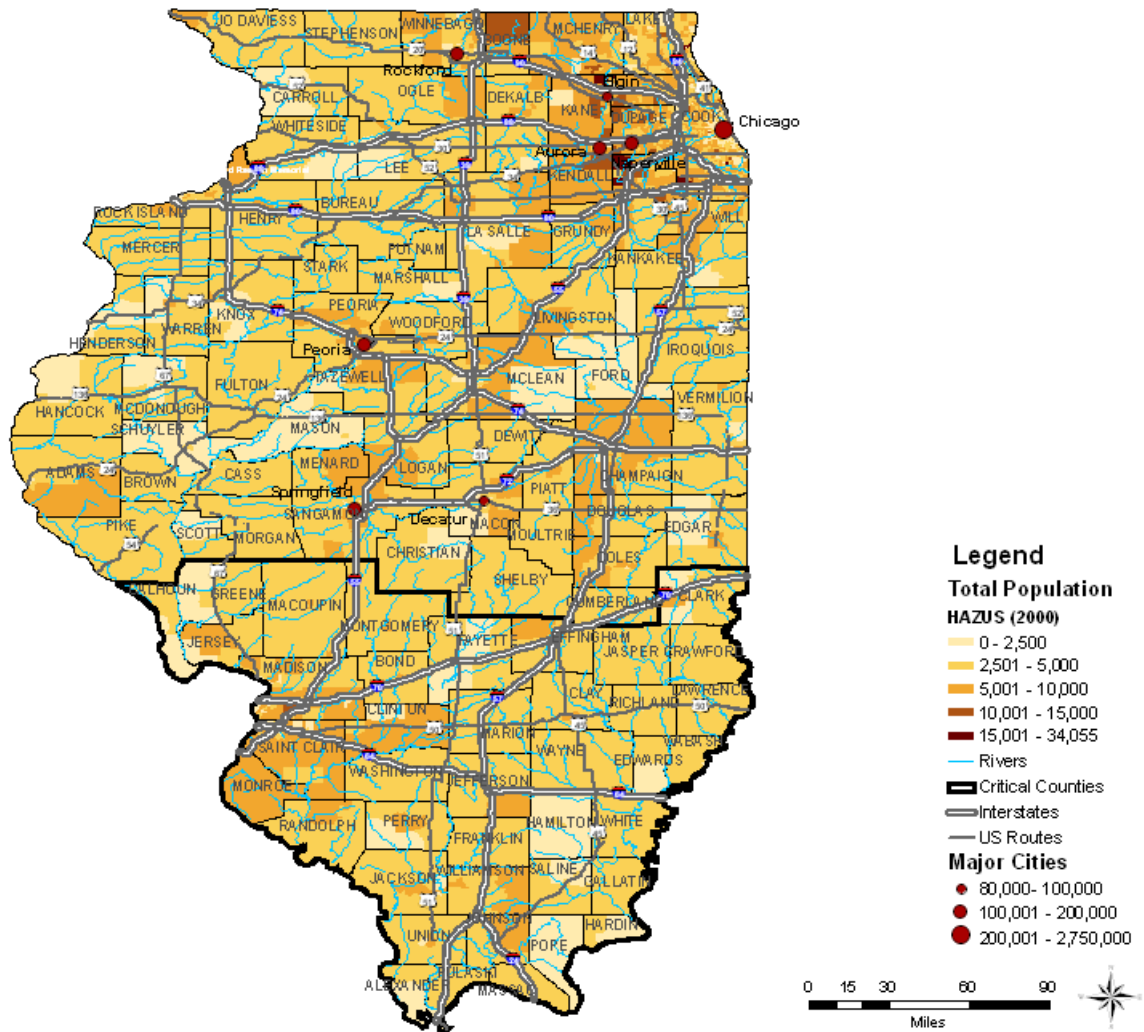 JO DAVIESS
STEPHENSON
WINNEBAGO
BOONE
MCHENRY
LAKE
Rockford
OGLE
Elgin
CARROLL
DEKALB
KANE
DUPAGE
COOK
Chicago
WHITESIDE
Aurora
Naperville
LEE
KENDALL
BUREAU
ROCK ISLAND
HENRY
LA SALLE
GRUNDY
WILL
MERCER
PUTNAM
KANKAKEE
STARK
MARSHALL
PEORIA
KNOX
WOODFORD
LIVINGSTON
WARREN
HENDERSON
Peoria
IROQUOIS
TAZEWELL
MCLEAN
FORD
FULTON
VERMILION
HANCOCK
MCDONOUGH
SCHUYLER
MASON
DEWITT
MENARD
LOGAN
ADAMS
BROWN
CASS
CHAMPAIGN
Springfield
PIATT
SANGAMON
Decatur
MACON
DOUGLAS
PIKE
SCOTT
MORGAN
MOULTRIE
EDGAR
CHRISTIAN
COLES
SHELBY
CALHOUN
GREENE
MACOUPIN
CUMBERLAND
CLARK
MONTGOMERY
FAYETTE
EFFINGHAM
JERSEY
JASPER
CRAWFORD
BOND
MADISON
CLAY
RICHLAND
LAWRENCE
CLINTON
MARION
SAINT CLAIR
WAYNE
WABASH
EDWARDS
WASHINGTON
JEFFERSON
MONROE
RANDOLPH
PERRY
HAMILTON
WHITE
FRANKLIN
JACKSON
WILLIAMSON
SALINE
GALLATIN
UNION
JOHNSON
POPE
HARDIN
ALEXANDER
PULASKI
MASSAC
Legend
Total Population
HAZUS (2000)
0 - 2,500
2,501 - 5,000
5,001 - 10,000
10,001 - 15,000
15,001 - 34,055
Rivers
Critical Counties
Interstates
US Routes
Major Cities
80,000- 100,000
100,001 - 200,000
200,001 - 2,750,000
0 15 30 60 90
Miles